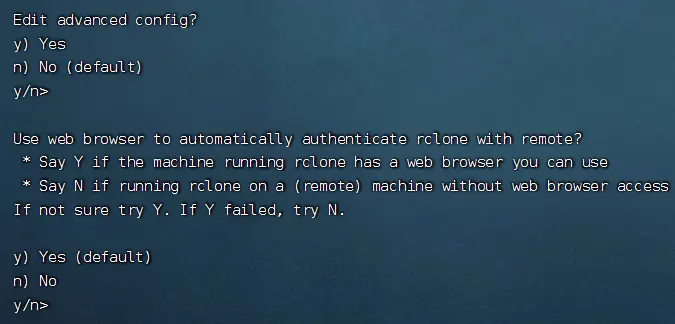 Edit advanced config?
y) Yes
n) No (default)
y/n>
Use web browser to automatically authenticate rclone with remote?
* Say Y if the machine running rclone has a web browser you can use
* Say N if running rclone on a (remote) machine without web browser access
If not sure try Y. If Y failed, try N.
y) Yes (default)
n) No
y/n>